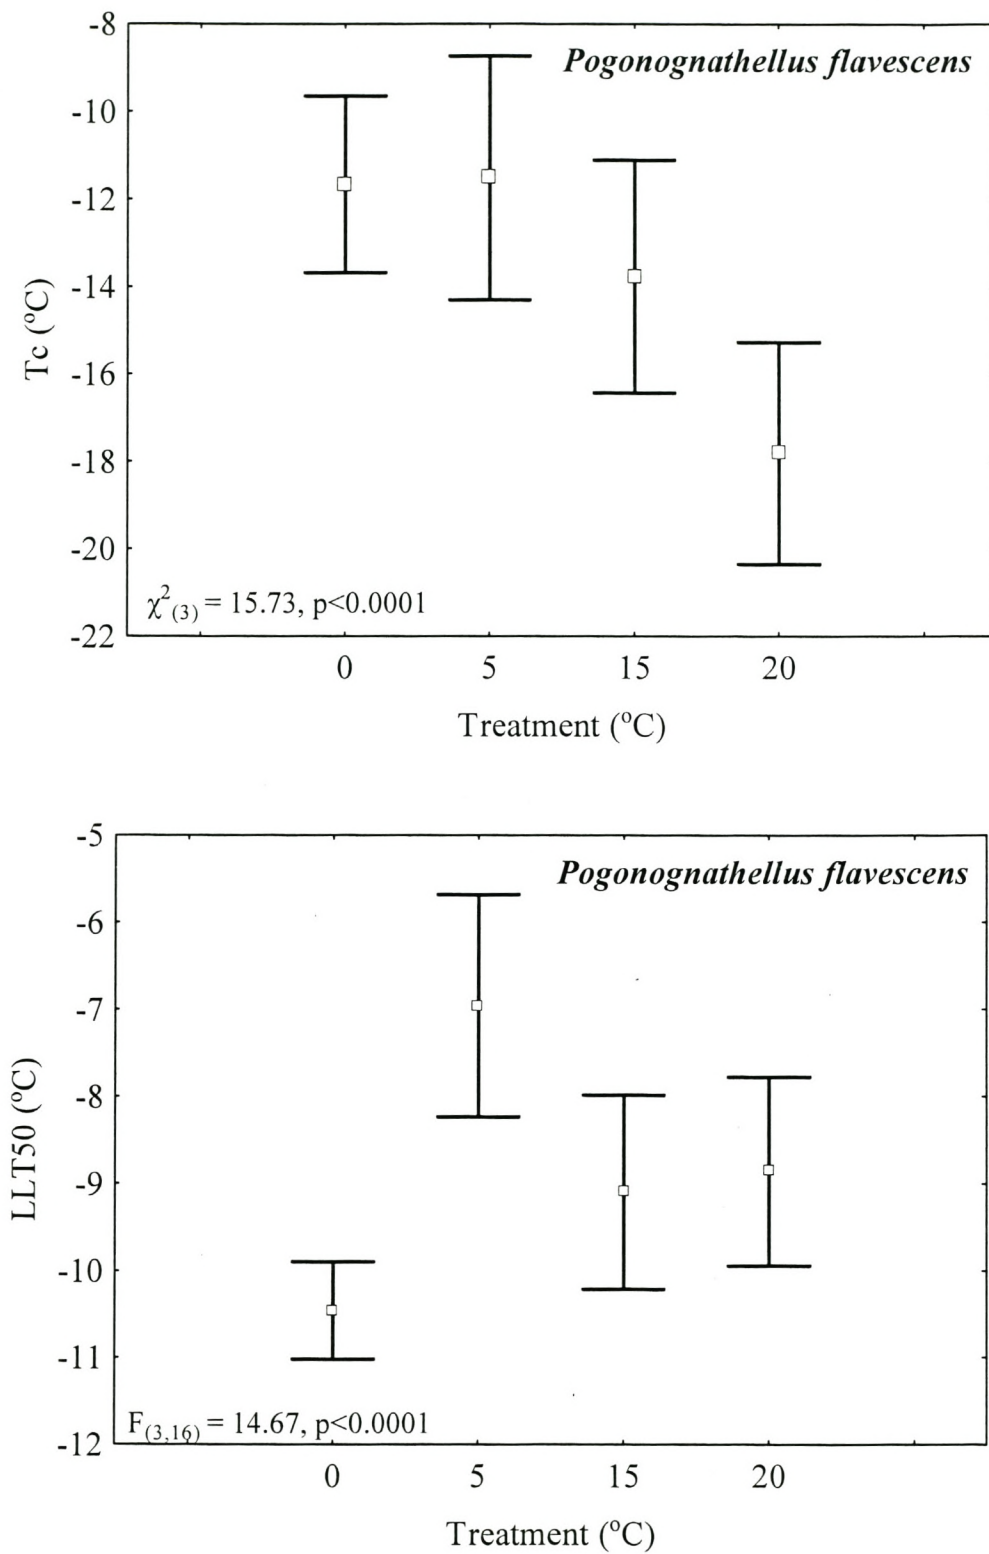 Pogonognathellus flavescens
-8
-10
-12
-14
-16
-18
-20
-22
Tc (ºC)
χ²₍₃₎ = 15.73, p<0.0001
0 5 15 20
Treatment (ºC)
Pogonognathellus flavescens
-5
-6
-7
-8
-9
-10
-11
-12
LLT50 (ºC)
F₍₃,₁₆₎ = 14.67, p<0.0001
0 5 15 20
Treatment (ºC)